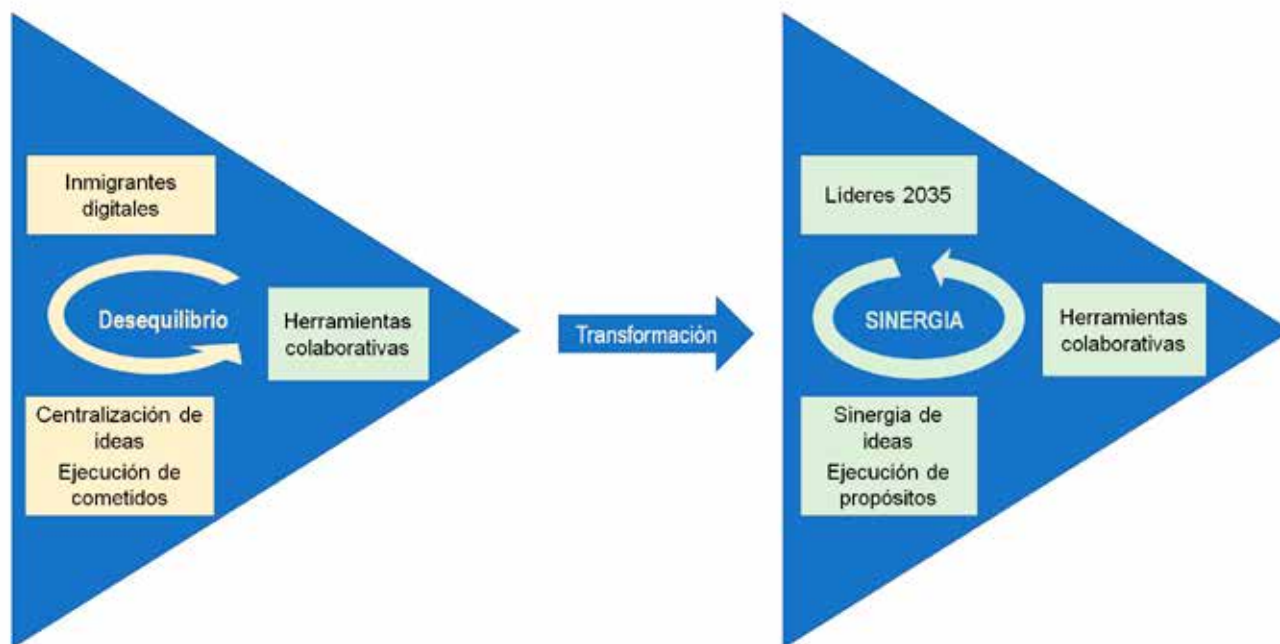 Inmigrantes
digitales
Desequilibrio
Herramientas
colaborativas
Centralización de
ideas
Ejecución de
cometidos
Transformación
Líderes 2035
SINERGIA
Herramientas
colaborativas
Sinergia de
ideas
Ejecución de
propósitos